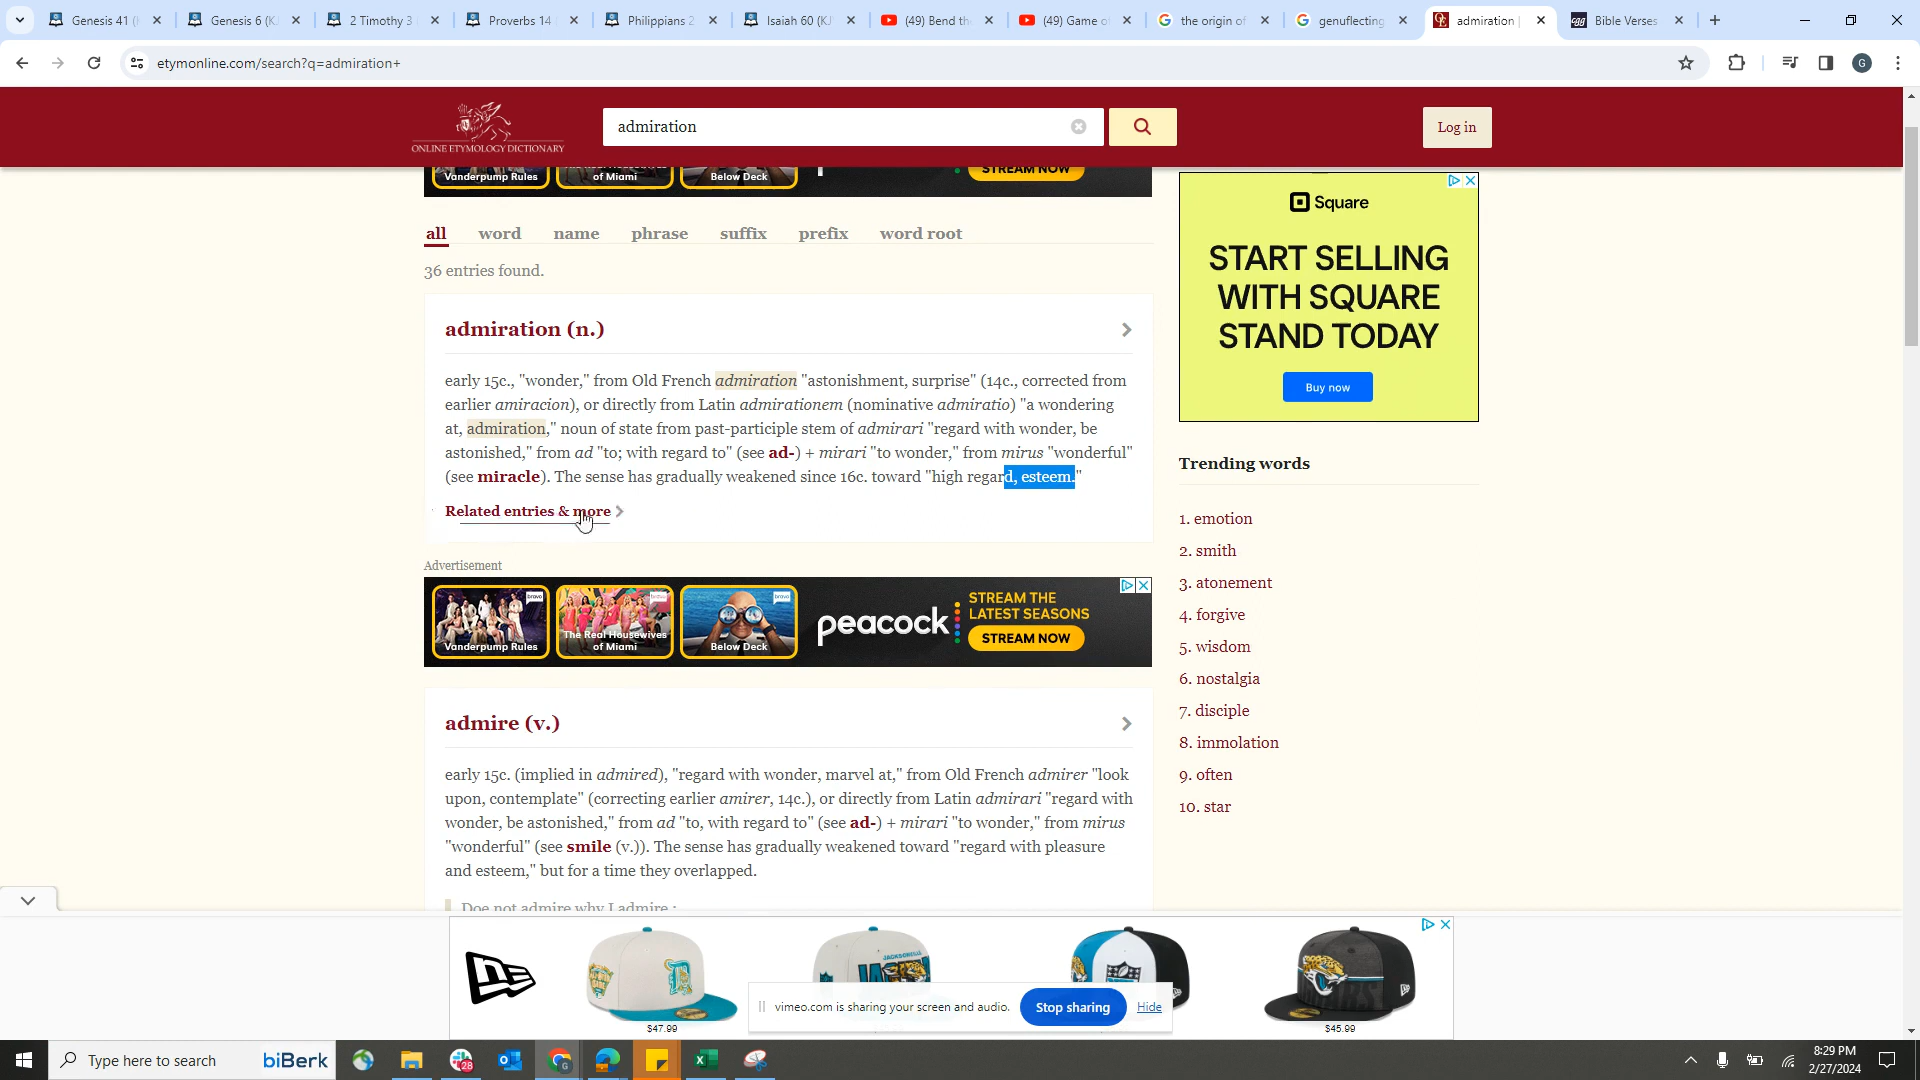 Genesis 41 (
Genesis 6 (K
2 Timothy 3
Proverbs 14
Philippians 2
Isaiah 60 (K
(49) Bend th
(49) Game o
the origin of
genuflecting
admiration |
Bible Verses
etymonline.com/search?q=admiration+
G
ONLINE ETYMOLOGY DICTIONARY
admiration
Log in
Vanderpump Rules
of Miami
Below Deck
STREAM NOW
all word name phrase suffix prefix word root
36 entries found.
admiration (n.)
early 15c., "wonder," from Old French admiration "astonishment, surprise" (14c., corrected from
earlier amiracion), or directly from Latin admirationem (nominative admiratio) "a wondering
at, admiration," noun of state from past-participle stem of admirari "regard with wonder, be
astonished," from ad "to; with regard to" (see ad-) + mirari "to wonder," from mirus "wonderful"
(see miracle). The sense has gradually weakened since 16c. toward "high regard, esteem."
Related entries & more
Advertisement
Vanderpump Rules
The Real Housewives
of Miami
bravo
Below Deck
peacock
STREAM THE
LATEST SEASONS
STREAM NOW
admire (v.)
early 15c. (implied in admired), "regard with wonder, marvel at," from Old French admirer "look
upon, contemplate" (correcting earlier amirer, 14c.), or directly from Latin admirari "regard with
wonder, be astonished," from ad "to, with regard to" (see ad-) + mirari "to wonder," from mirus
"wonderful" (see smile (v.)). The sense has gradually weakened toward "regard with pleasure
and esteem," but for a time they overlapped.
Doe not admire why I admire :
Square
START SELLING
WITH SQUARE
STAND TODAY
Buy now
Trending words
1. emotion
2. smith
3. atonement
4. forgive
5. wisdom
6. nostalgia
7. disciple
8. immolation
9. often
10. star
$47.99
$45.99
vimeo.com is sharing your screen and audio.
Stop sharing
Hide
Type here to search
biBerk
28
8:29 PM
2/27/2024